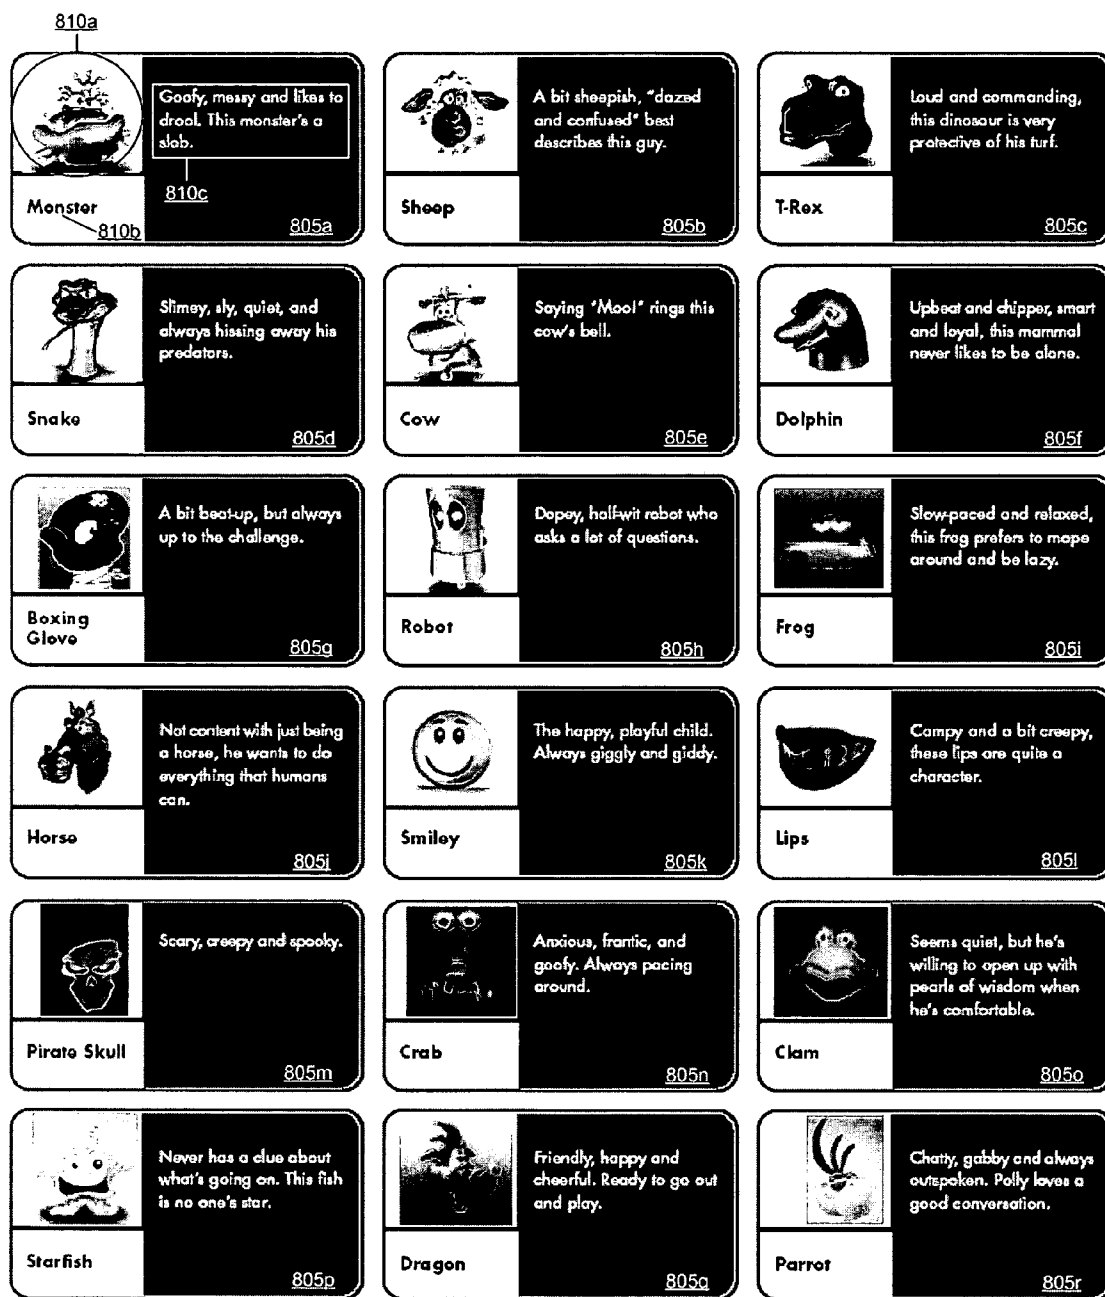 810a
Goofy, messy and likes to
drool. This monster's a
slob.
810c
Monster
810b
805a
A bit sheepish, "dazed
and confused" best
describes this guy.
Sheep
805b
Loud and commanding,
this dinosaur is very
protective of his turf.
T-Rex
805c
Slimey, sly, quiet, and
always hissing away his
predators.
Snake
805d
Saying "Moo!" rings this
cow's bell.
Cow
805e
Upbeat and chipper, smart
and loyal, this mammal
never likes to be alone.
Dolphin
805f
A bit beat-up, but always
up to the challenge.
Boxing
Glove
805g
Dopey, half-wit robot who
asks a lot of questions.
Robot
805h
Slow-paced and relaxed,
this frog prefers to mope
around and be lazy.
Frog
805i
Not content with just being
a horse, he wants to do
everything that humans
can.
Horse
805j
The happy, playful child.
Always giggly and giddy.
Smiley
805k
Campy and a bit creepy,
these lips are quite a
character.
Lips
805l
Scary, creepy and spooky.
Pirate Skull
805m
Anxious, frantic, and
goofy. Always pacing
around.
Crab
805n
Seems quiet, but he's
willing to open up with
pearls of wisdom when
he's comfortable.
Clam
805o
Never has a clue about
what's going on. This fish
is no one's star.
Starfish
805p
Friendly, happy and
cheerful. Ready to go out
and play.
Dragon
805q
Chatty, gabby and always
outspoken. Polly loves a
good conversation.
Parrot
805r